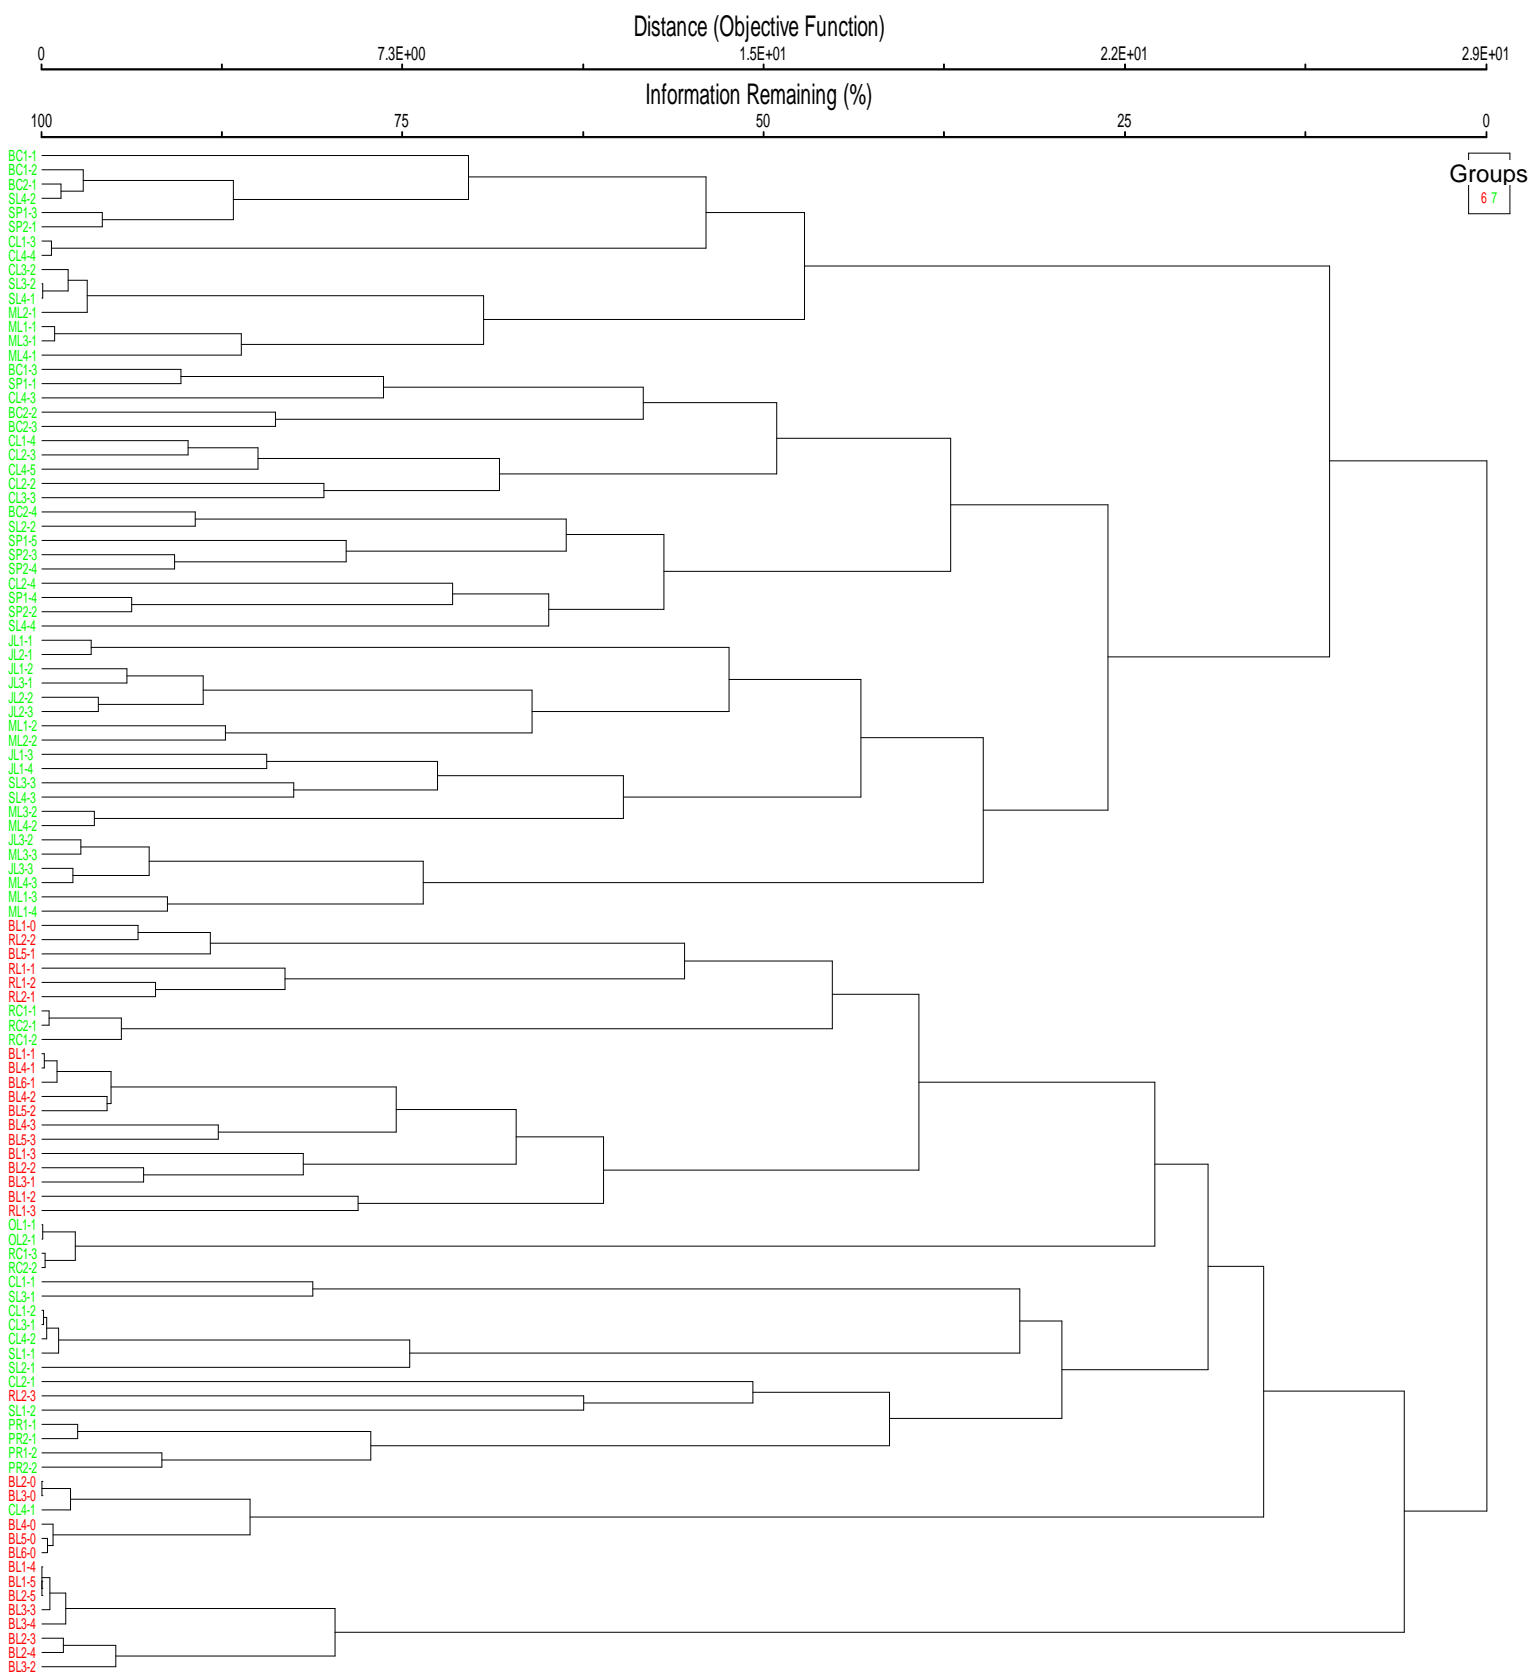 Distance (Objective Function)
0 7.3E+00 1.5E+01 2.2E+01 2.9E+01
Information Remaining (%)
100 75 50 25 0
Groups
6 7
BC1-1
BC1-2
BC2-1
SL4-2
SP1-3
SP2-1
CL1-3
CL4-4
CL3-2
SL3-2
SL4-1
ML2-1
ML1-1
ML3-1
ML4-1
BC1-3
SP1-1
CL4-3
BC2-2
BC2-3
CL1-4
CL2-3
CL4-5
CL2-2
CL3-3
BC2-4
SL2-2
SP1-5
SP2-3
SP2-4
CL2-4
SP1-4
SP2-2
SL4-4
JL1-1
JL2-1
JL1-2
JL3-1
JL2-2
JL2-3
ML1-2
ML2-2
JL1-3
JL1-4
SL3-3
SL4-3
ML3-2
ML4-2
JL3-2
ML3-3
JL3-3
ML4-3
ML1-3
ML1-4
BL1-0
RL2-2
BL5-1
RL1-1
RL1-2
RL2-1
RC1-1
RC2-1
RC1-2
BL1-1
BL4-1
BL6-1
BL4-2
BL5-2
BL4-3
BL5-3
BL1-3
BL2-2
BL3-1
BL1-2
RL1-3
OL1-1
OL2-1
RC1-3
RC2-2
CL1-1
SL3-1
CL1-2
CL3-1
CL4-2
SL1-1
SL2-1
CL2-1
RL2-3
SL1-2
PR1-1
PR2-1
PR1-2
PR2-2
BL2-0
BL3-0
CL4-1
BL4-0
BL5-0
BL6-0
BL1-4
BL1-5
BL2-5
BL3-3
BL3-4
BL2-3
BL2-4
BL3-2